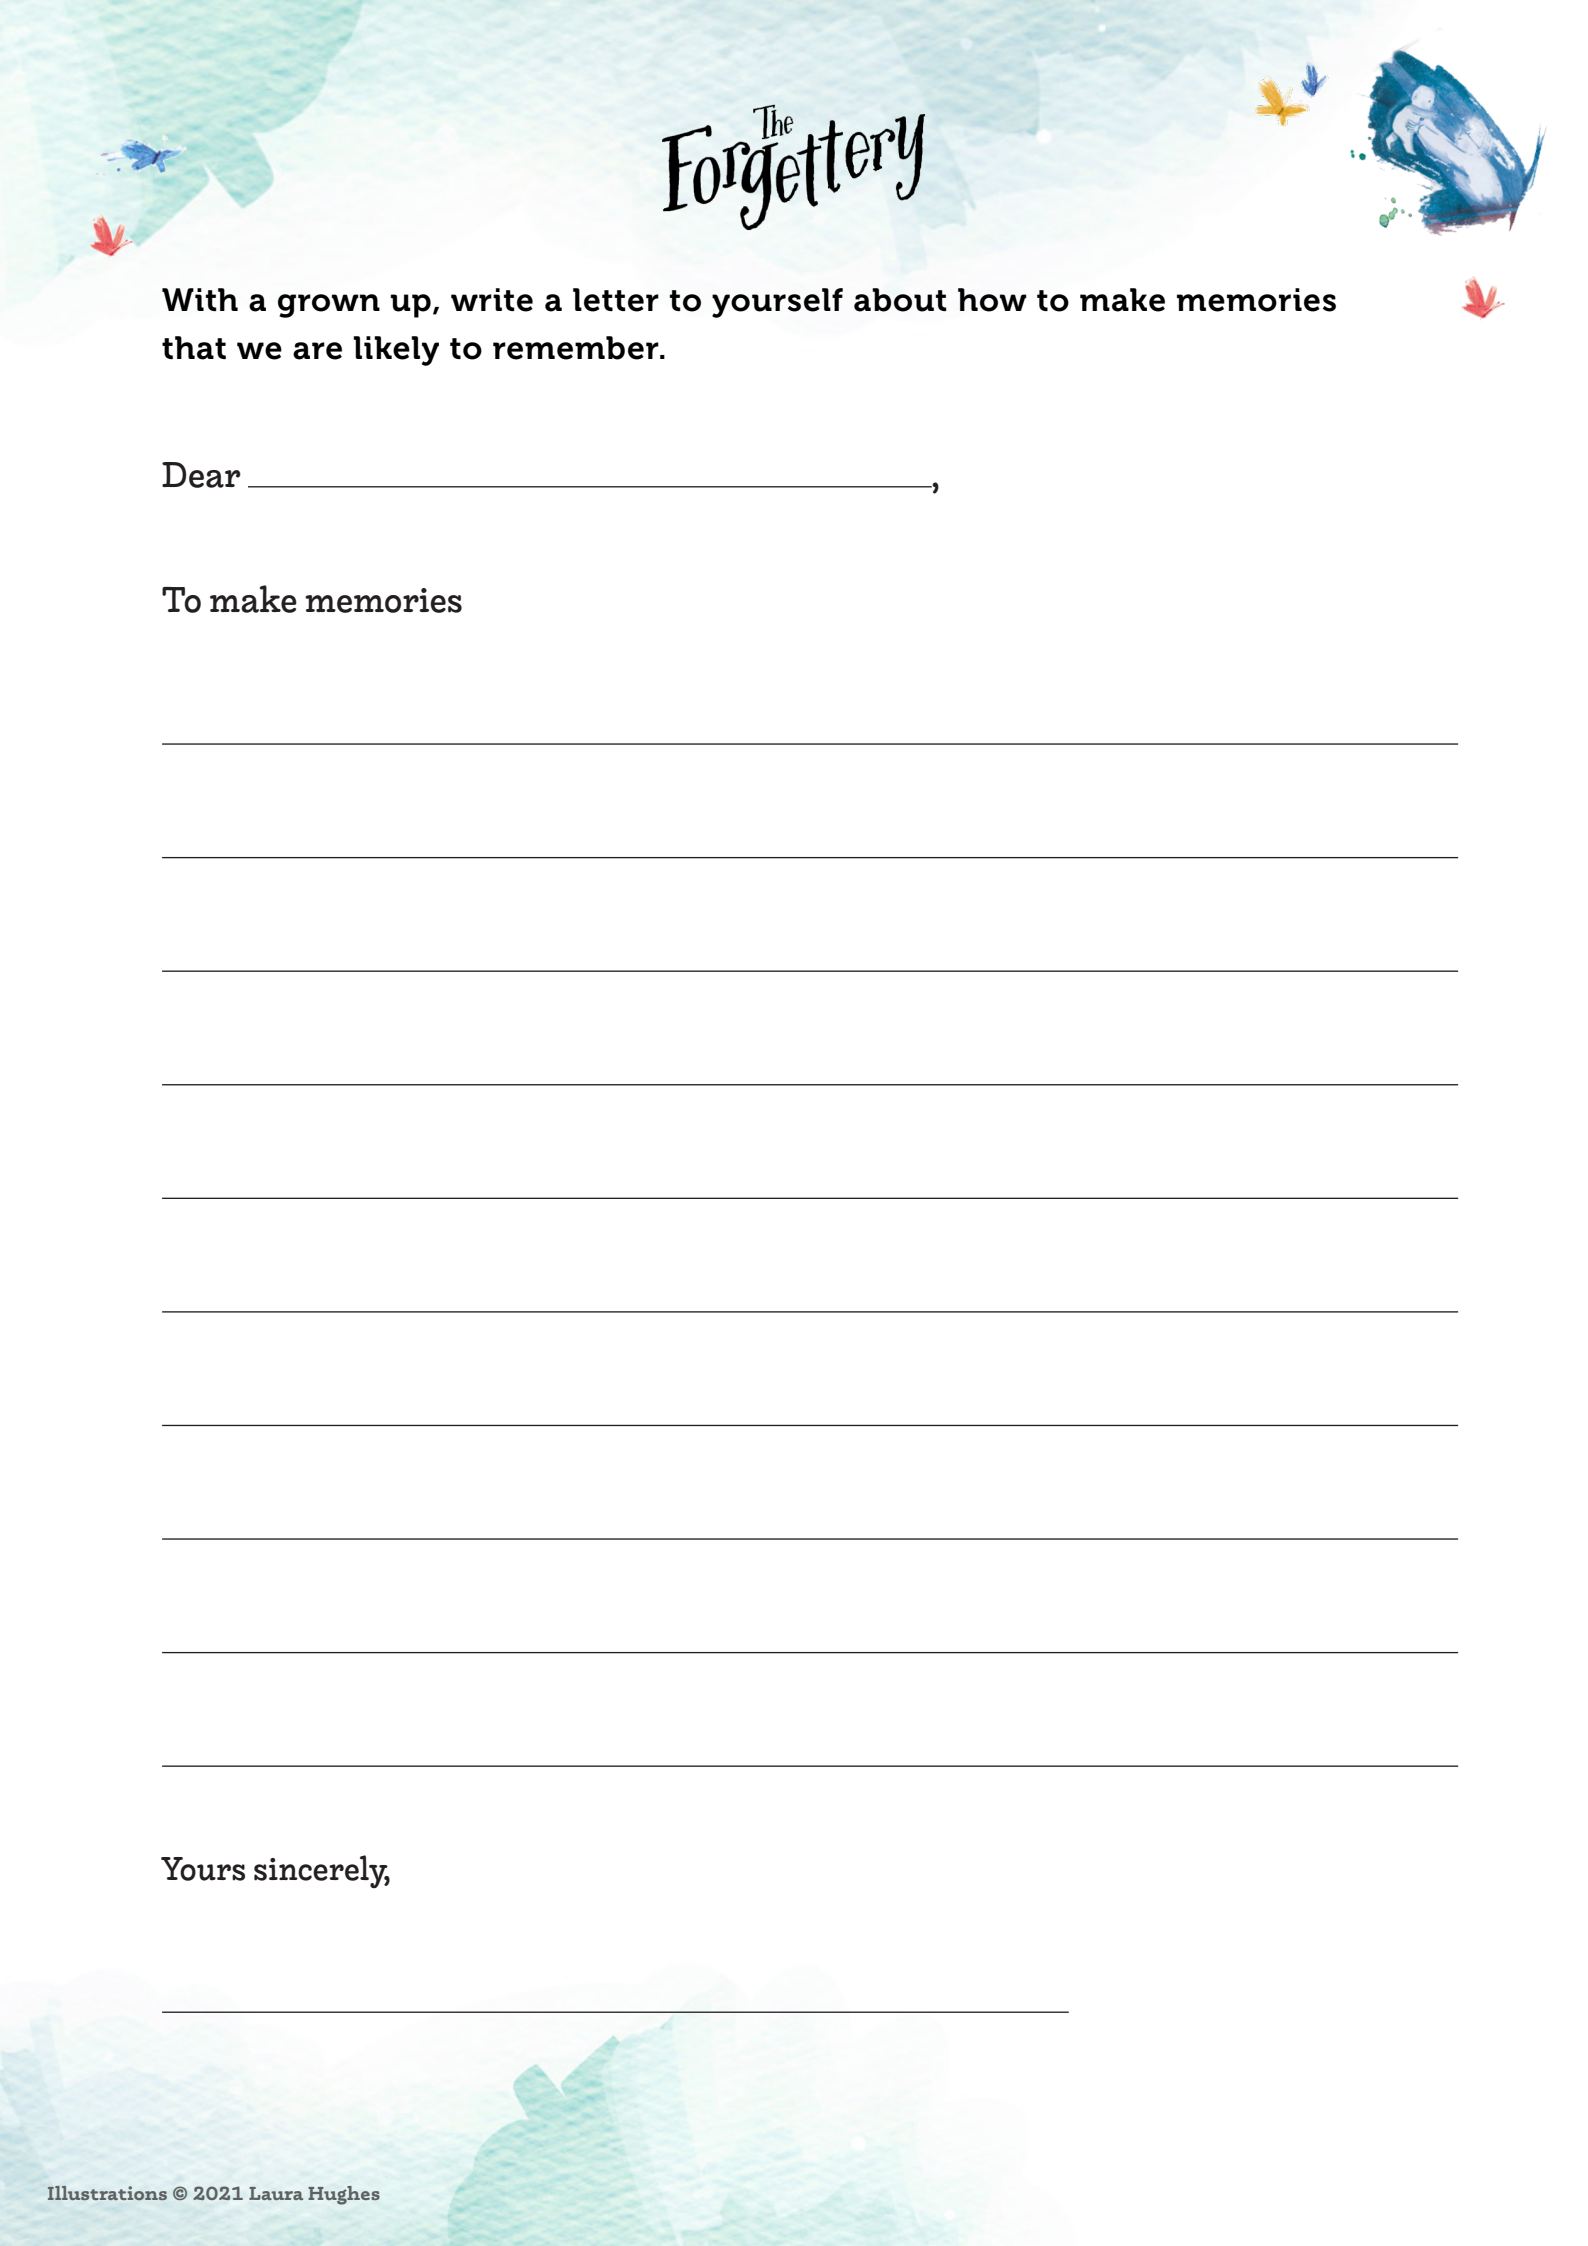 The
Forgettery
With a grown up, write a letter to yourself about how to make memories
that we are likely to remember.
Dear ,
To make memories
Yours sincerely,
Illustrations © 2021 Laura Hughes